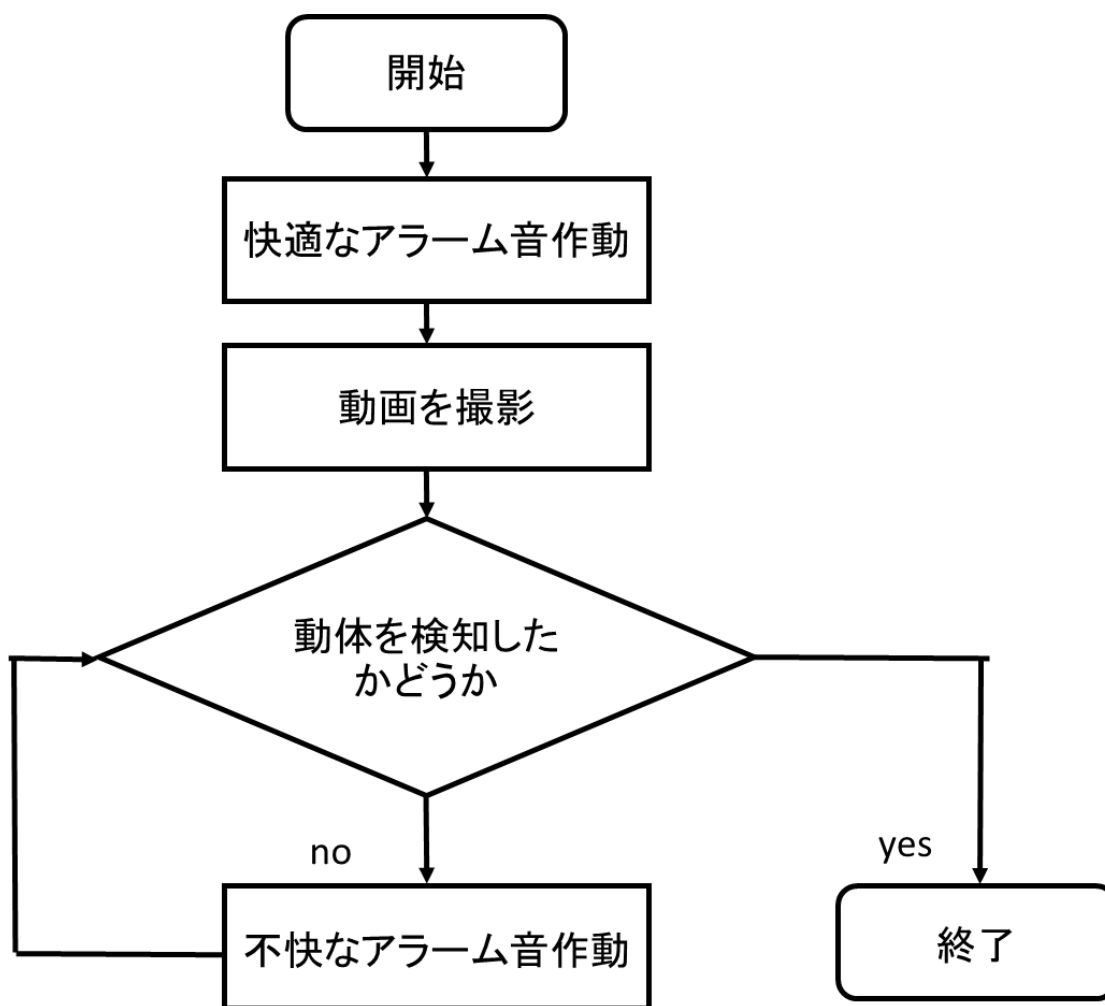 開始
快適なアラーム音作動
動画を撮影
動体を検知した
かどうか
no
yes
不快なアラーム音作動
終了